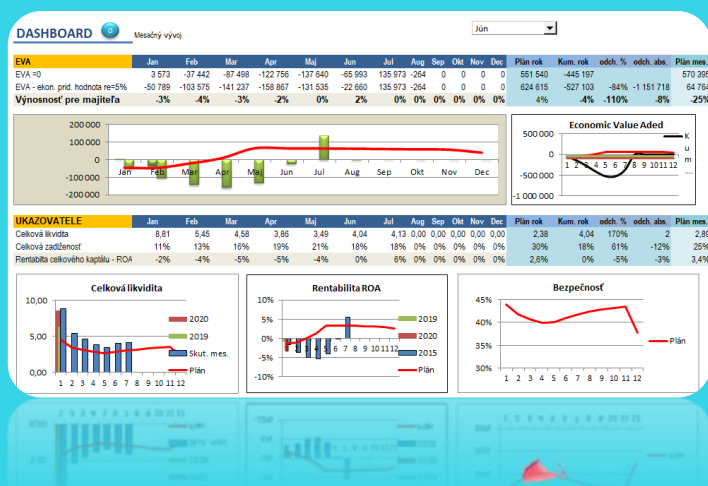 DASHBOARD 0 Mesačný vývoj Jún
EVA Jan Feb Mar Apr Maj Jun Jul Aug Sep Okt Nov Dec Plán rok Kum. rok odch. % odch. abs. Plán mes.
EVA =0 3 573 -37 442 -87 498 -122 756 -137 640 -65 993 135 973 -264 0 0 0 0 551 540 -445 197 570 395
EVA - ekon. prid. hodnota re=5% -50 789 -103 575 -141 237 -158 867 -131 535 -22 660 135 973 -264 0 0 0 0 624 615 -527 103 -84% -1 151 718 64 764
Výnosnosť pre majiteľa -3% -4% -3% -2% 0% 2% 0% 0% 0% 0% 0% 0% 4% -4% -110% -8% -25%
200 000
100 000
0
-100 000
-200 000
Jan Feb Mar Apr Maj Jun Jul Aug Sep Okt Nov Dec
Economic Value Aded
500 000
0
-500 000
-1 000 000
1 2 3 4 5 6 7 8 9 10 11 12
K
u
m
....
UKAZOVATELE Jan Feb Mar Apr Maj Jun Jul Aug Sep Okt Nov Dec Plán rok Kum. rok odch. % odch. abs. Plán mes.
Celková likvidita 8,81 5,45 4,58 3,86 3,49 4,04 4,13 0,00 0,00 0,00 0,00 0,00 2,38 4,04 170% 2 2,89
Celková zadlženosť 11% 13% 16% 19% 21% 18% 18% 0% 0% 0% 0% 0% 30% 18% 61% -12% 25%
Rentabilta celkového kaptálu - ROA -2% -4% -5% -5% -4% 0% 6% 0% 0% 0% 0% 0% 2,6% 0% -5% -3% 3,4%
Celková likvidita
10,00
5,00
0,00
1 2 3 4 5 6 7 8 9 10 11 12
2020
2019
Skut. mes.
Plán
Rentabilita ROA
10%
5%
0%
-5%
-10%
1 2 3 4 5 6 7 8 9 10 11 12
2019
2020
2015
Plán
Bezpečnosť
45%
40%
35%
30%
1 2 3 4 5 6 7 8 9 10 11 12
Plán